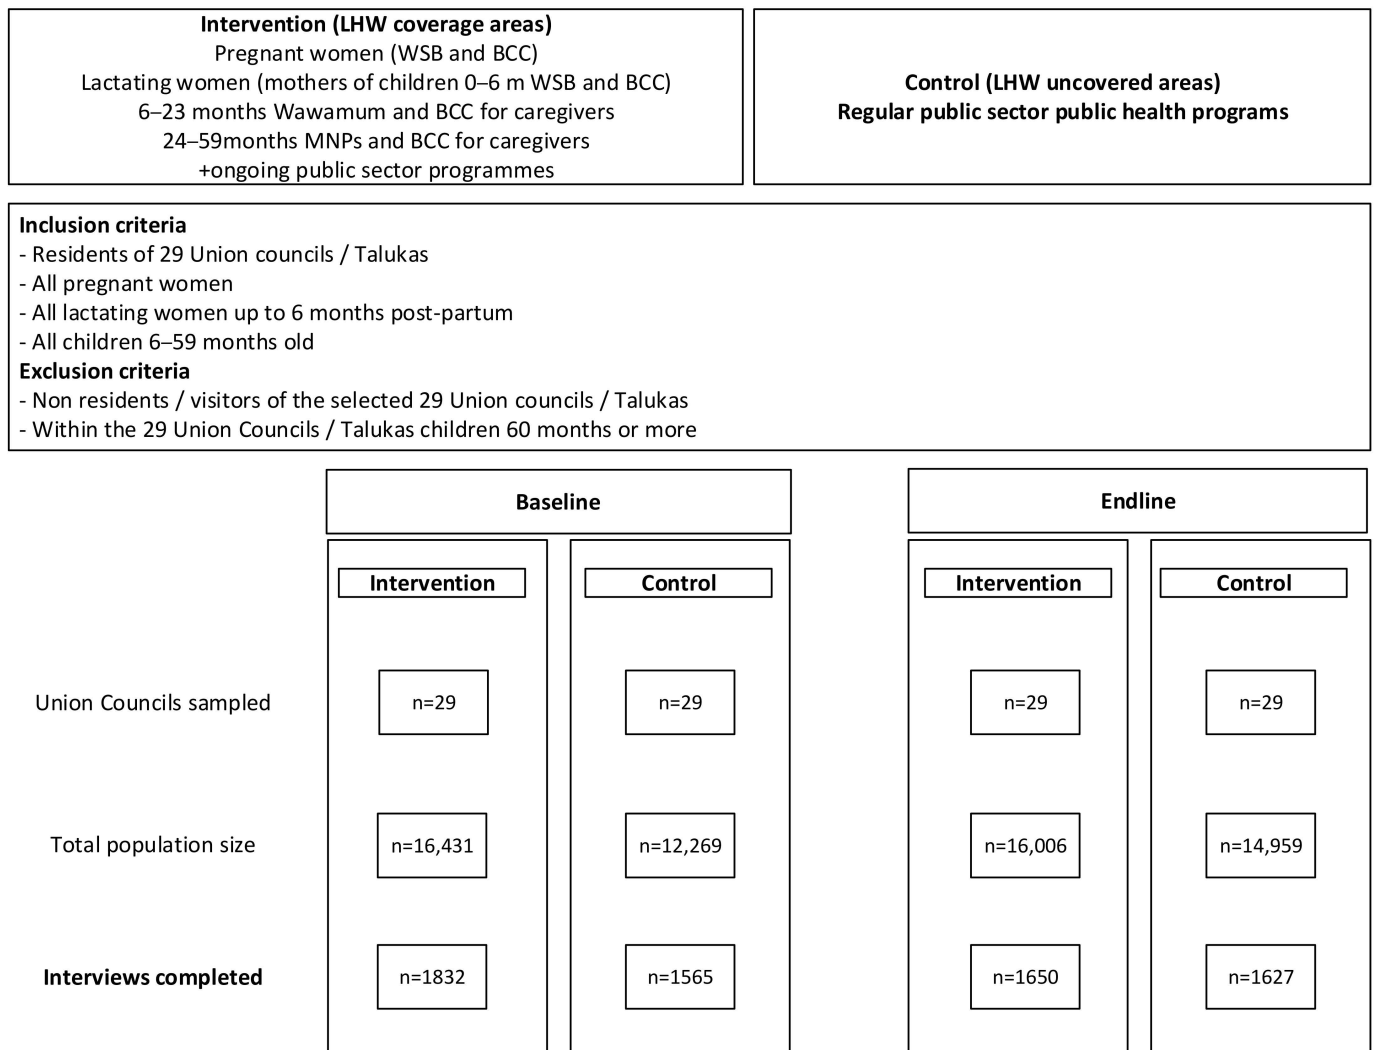 Intervention (LHW coverage areas)
Pregnant women (WSB and BCC)
Lactating women (mothers of children 0–6 m WSB and BCC)
6–23 months Wawamum and BCC for caregivers
24–59months MNPs and BCC for caregivers
+ongoing public sector programmes
Control (LHW uncovered areas)
Regular public sector public health programs
Inclusion criteria
- Residents of 29 Union councils / Talukas
- All pregnant women
- All lactating women up to 6 months post-partum
- All children 6–59 months old
Exclusion criteria
- Non residents / visitors of the selected 29 Union councils / Talukas
- Within the 29 Union Councils / Talukas children 60 months or more
Baseline
Endline
Intervention
Control
Intervention
Control
Union Councils sampled
n=29
n=29
n=29
n=29
Total population size
n=16,431
n=12,269
n=16,006
n=14,959
Interviews completed
n=1832
n=1565
n=1650
n=1627